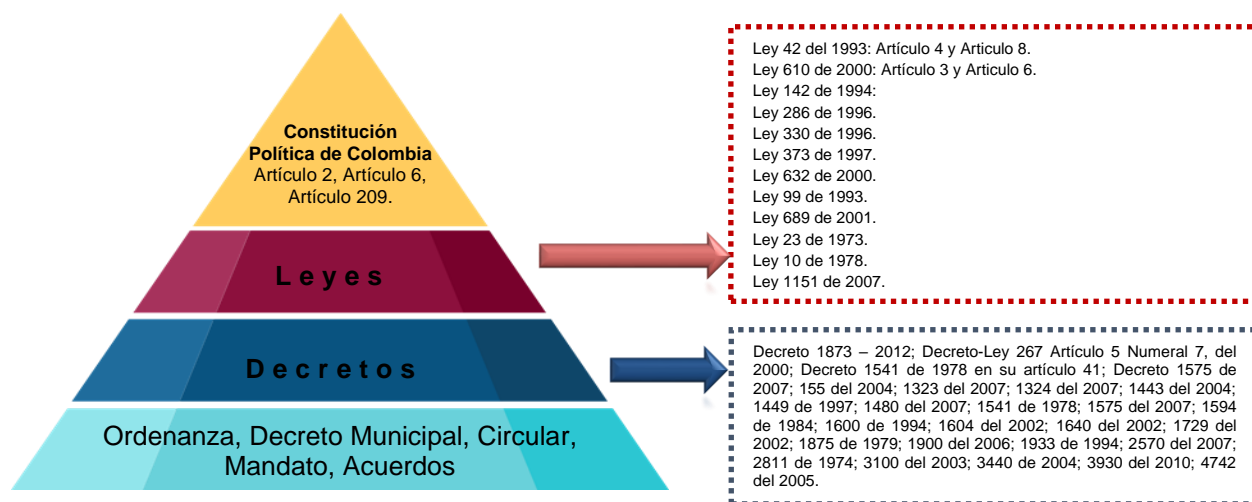 Constitución
Política de Colombia
Artículo 2, Artículo 6,
Artículo 209.
Leyes
Decretos
Ordenanza, Decreto Municipal, Circular,
Mandato, Acuerdos
Ley 42 del 1993: Artículo 4 y Articulo 8.
Ley 610 de 2000: Artículo 3 y Articulo 6.
Ley 142 de 1994:
Ley 286 de 1996.
Ley 330 de 1996.
Ley 373 de 1997.
Ley 632 de 2000.
Ley 99 de 1993.
Ley 689 de 2001.
Ley 23 de 1973.
Ley 10 de 1978.
Ley 1151 de 2007.
Decreto 1873 – 2012; Decreto-Ley 267 Artículo 5 Numeral 7, del
2000; Decreto 1541 de 1978 en su artículo 41; Decreto 1575 de
2007; 155 del 2004; 1323 del 2007; 1324 del 2007; 1443 del 2004;
1449 de 1997; 1480 del 2007; 1541 de 1978; 1575 del 2007; 1594
de 1984; 1600 de 1994; 1604 del 2002; 1640 del 2002; 1729 del
2002; 1875 de 1979; 1900 del 2006; 1933 de 1994; 2570 del 2007;
2811 de 1974; 3100 del 2003; 3440 de 2004; 3930 del 2010; 4742
del 2005.